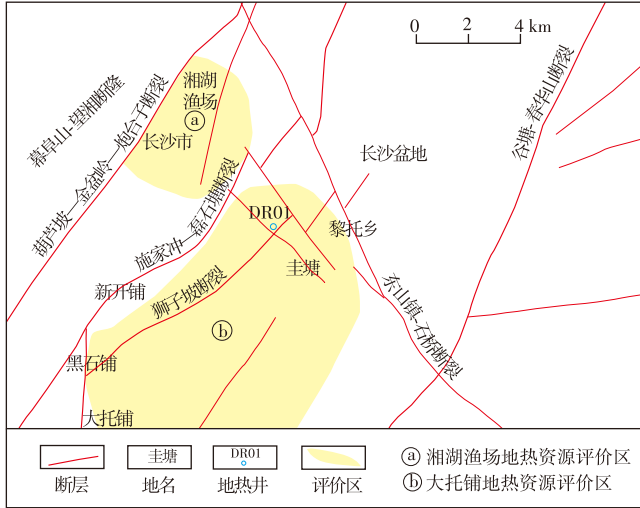 0 2 4 km
湘湖
渔场
a
长沙市
幕阜山-望湘断隆
葫芦坡—金盆岭—炮台子断裂
谷塘-春华山断裂
长沙盆地
施家冲—磊石塘断裂
DR01
黎托乡
圭塘
新开铺
狮子坡断裂
东山镇-石桥断裂
b
黑石铺
大托铺
圭塘
DR01
断层
地名
地热井
评价区
a 湘湖渔场地热资源评价区
b 大托铺地热资源评价区